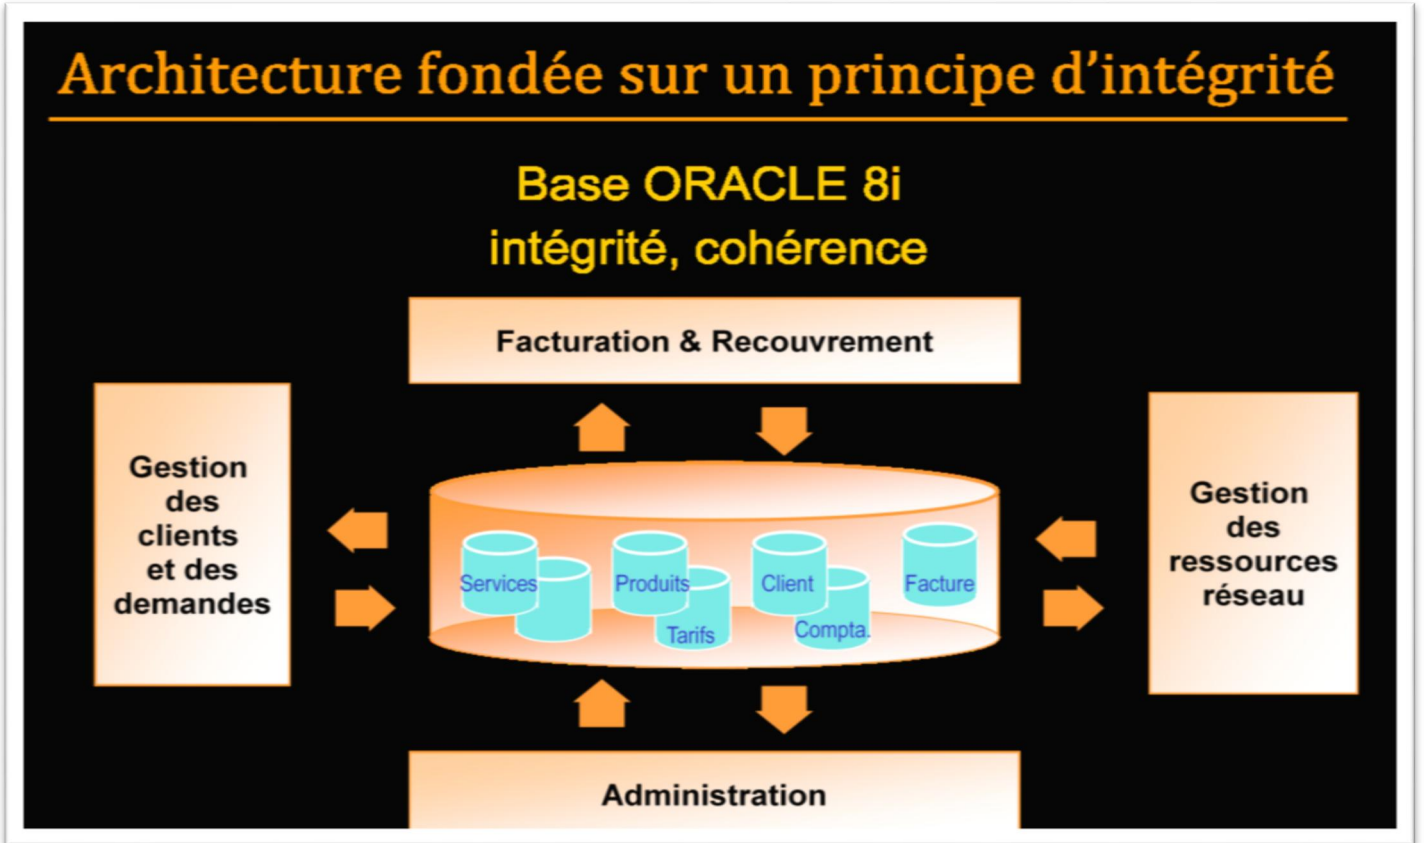 Architecture fondée sur un principe d'intégrité
Base ORACLE 8i
intégrité, cohérence
Facturation & Recouvrement
Gestion
des
clients
et des
demandes
Services
Produits
Tarifs
Client
Compta.
Facture
Gestion
des
ressources
réseau
Administration